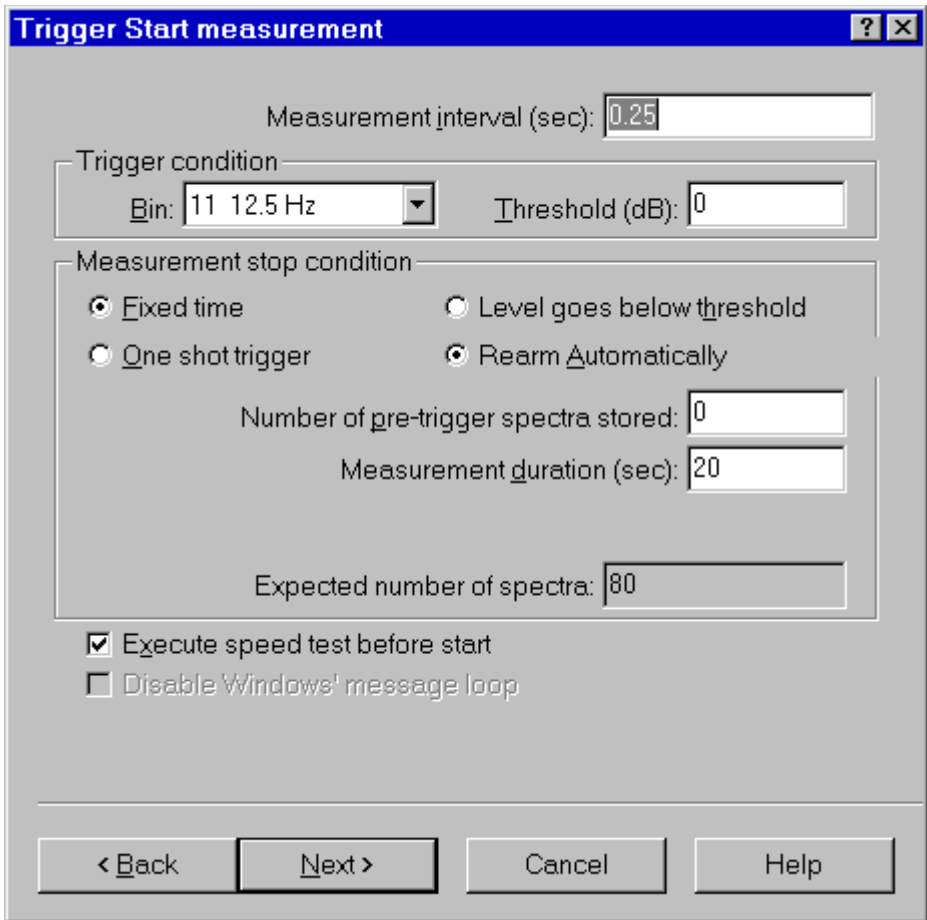 Trigger Start measurement
Measurement interval (sec): 0.25
Trigger condition
Bin: 11 12.5 Hz Threshold (dB): 0
Measurement stop condition
Fixed time Level goes below threshold
One shot trigger Rearm Automatically
Number of pre-trigger spectra stored: 0
Measurement duration (sec): 20
Expected number of spectra: 80
Execute speed test before start
Disable Windows' message loop
< Back Next > Cancel Help